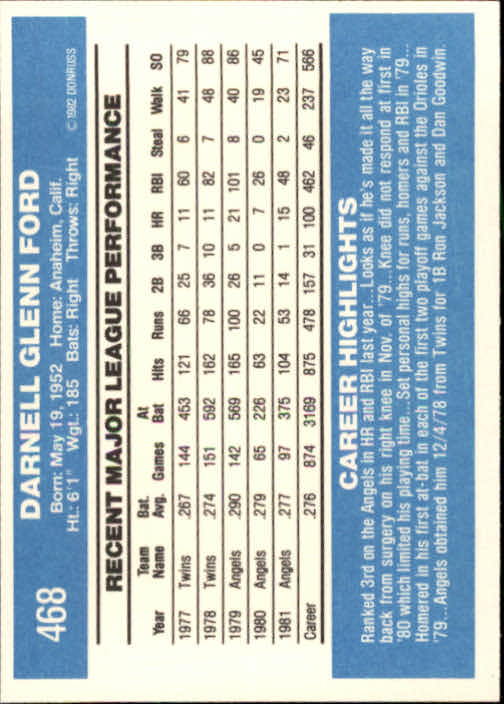 468
DARNELL GLENN FORD
Born: May 19, 1952 Home: Anaheim, Calif.
Ht.: 6'1" Wgt.: 185 Bats: Right Throws: Right
© 1982 DONRUSS
RECENT MAJOR LEAGUE PERFORMANCE
Year Team Name Bat. Avg. Games At Bat Hits Runs 2B 3B HR RBI Steal Walk SO
1977 Twins .267 144 453 121 66 25 7 11 60 6 41 79
1978 Twins .274 151 592 162 78 36 10 11 82 7 48 88
1979 Angels .290 142 569 165 100 26 5 21 101 8 40 86
1980 Angels .279 65 226 63 22 11 0 7 26 0 19 45
1981 Angels .277 97 375 104 53 14 1 15 48 2 23 71
Career .276 874 3169 875 478 157 31 100 462 46 237 566
CAREER HIGHLIGHTS
Ranked 3rd on the Angels in HR and RBI last year...Looks as if he's made it all the way
back from surgery on his right knee in Nov. of '79...Knee did not respond at first in
'80 which limited his playing time...Set personal highs for runs, homers and RBI in '79...
Homered in his first at-bat in each of the first two playoff games against the Orioles in
'79...Angels obtained him 12/4/78 from Twins for 1B Ron Jackson and Dan Goodwin.